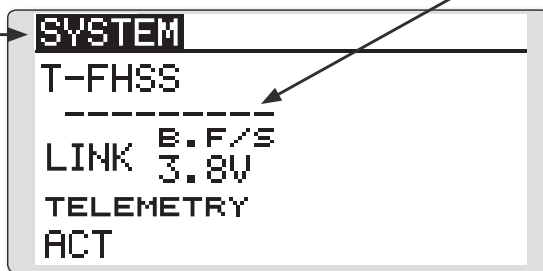 SYSTEM
T-FHSS
---------
B.F/S
LINK 3.8V
TELEMETRY
ACT